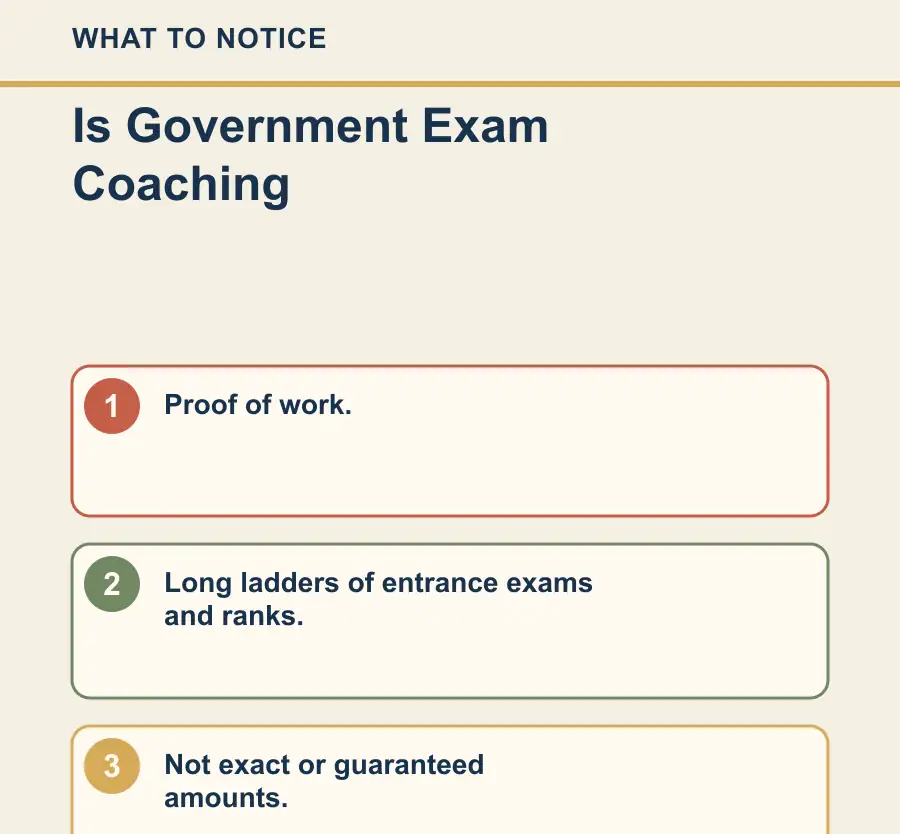 WHAT TO NOTICE
Is Government Exam
Coaching
1
Proof of work.
2
Long ladders of entrance exams
and ranks.
3
Not exact or guaranteed
amounts.